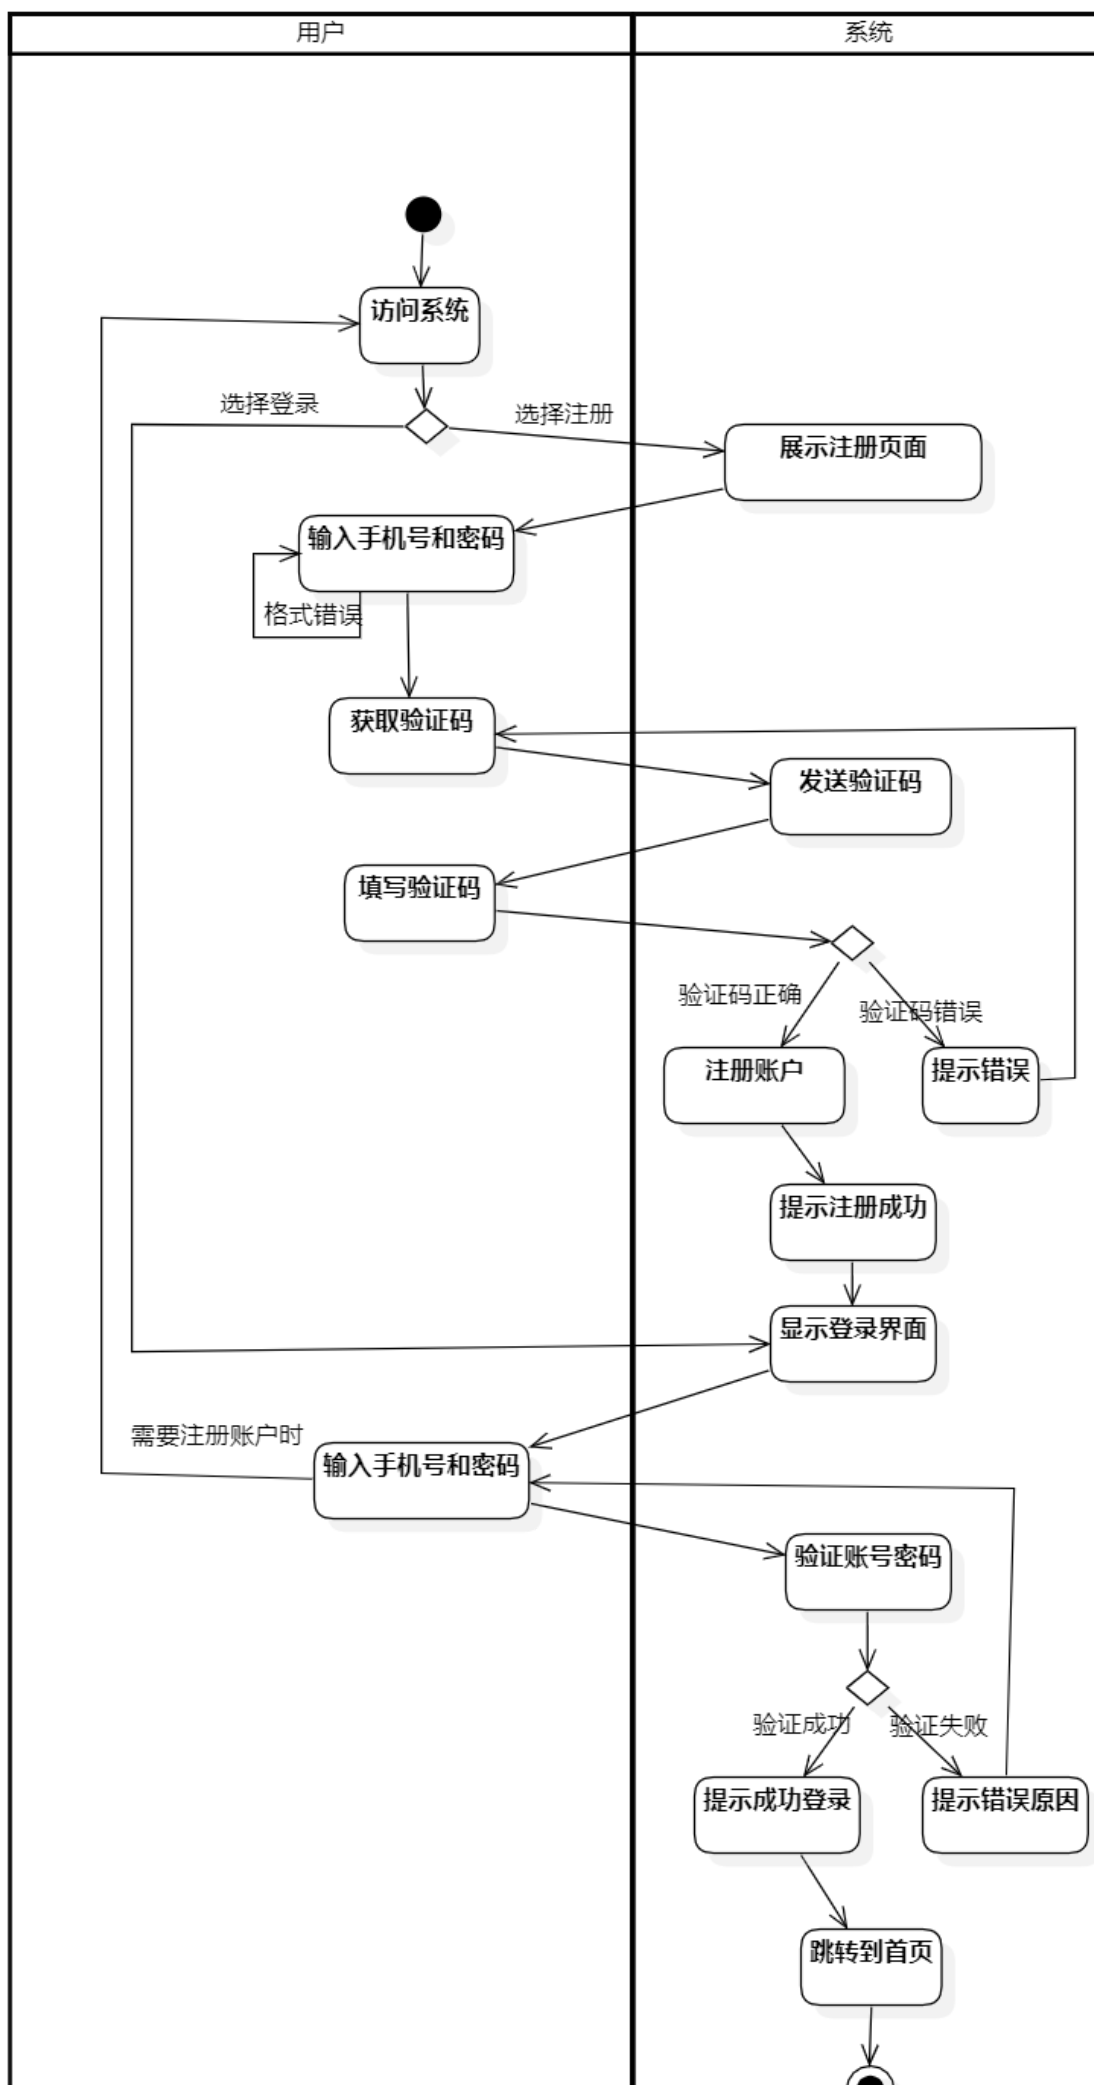 用户
系统
访问系统
选择登录
选择注册
展示注册页面
输入手机号和密码
格式错误
获取验证码
发送验证码
填写验证码
验证码正确
验证码错误
注册账户
提示错误
提示注册成功
显示登录界面
需要注册账户时
输入手机号和密码
验证账号密码
验证成功
验证失败
提示成功登录
提示错误原因
跳转到首页